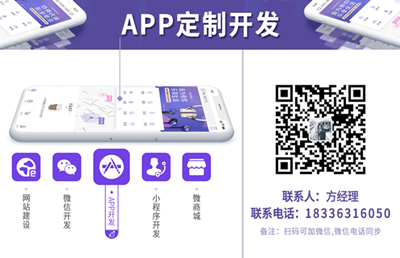 APP定制开发
网站建设
微信开发
APP开发
小程序开发
微商城
联系人：方经理
联系电话：18336316050
备注：扫码可加微信,微信电话同步